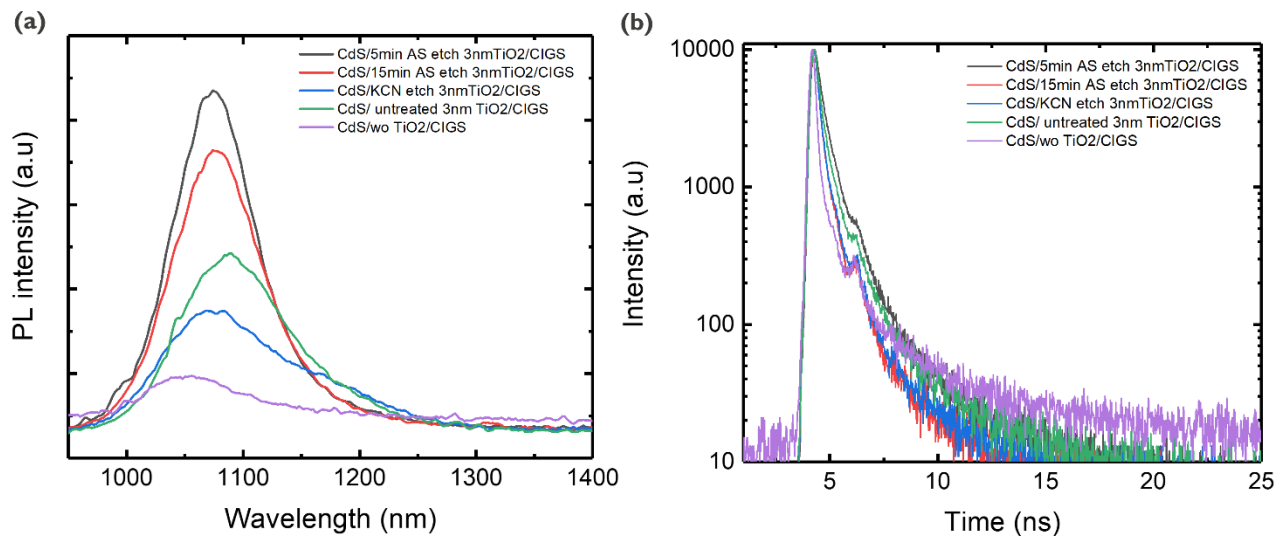 (a)
CdS/5min AS etch 3nmTiO2/CIGS
CdS/15min AS etch 3nmTiO2/CIGS
CdS/KCN etch 3nmTiO2/CIGS
CdS/ untreated 3nm TiO2/CIGS
CdS/wo TiO2/CIGS
PL intensity (a.u)
1000
1100
1200
1300
1400
Wavelength (nm)
(b)
CdS/5min AS etch 3nmTiO2/CIGS
CdS/15min AS etch 3nmTiO2/CIGS
CdS/KCN etch 3nmTiO2/CIGS
CdS/ untreated 3nm TiO2/CIGS
CdS/wo TiO2/CIGS
Intensity (a.u)
10000
1000
100
10
5
10
15
20
25
Time (ns)